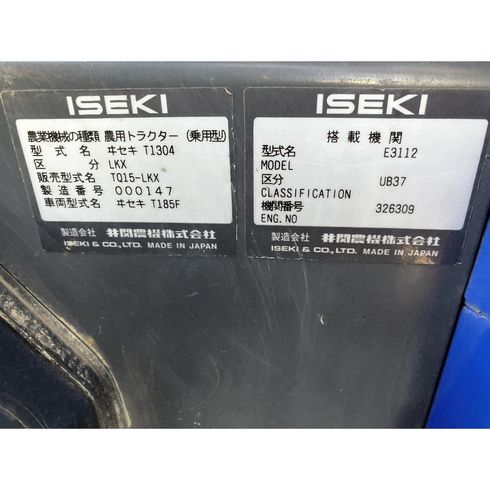 ISEKI
農業機械の種類 農用トラクター (乗用型)
型式名 ヰセキ T1304
区分 LKX
販売型式名 TQ15-LKX
製造番号 000147
車両型式名 ヰセキ T185F
製造会社 井関農機株式会社
ISEKI & CO., LTD. MADE IN JAPAN
ISEKI
搭載機関
型式名 E3112
MODEL
区分 UB37
CLASSIFICATION
機関番号 326309
ENG.NO
製造会社 井関農機株式会社
ISEKI & CO., LTD. MADE IN JAPAN